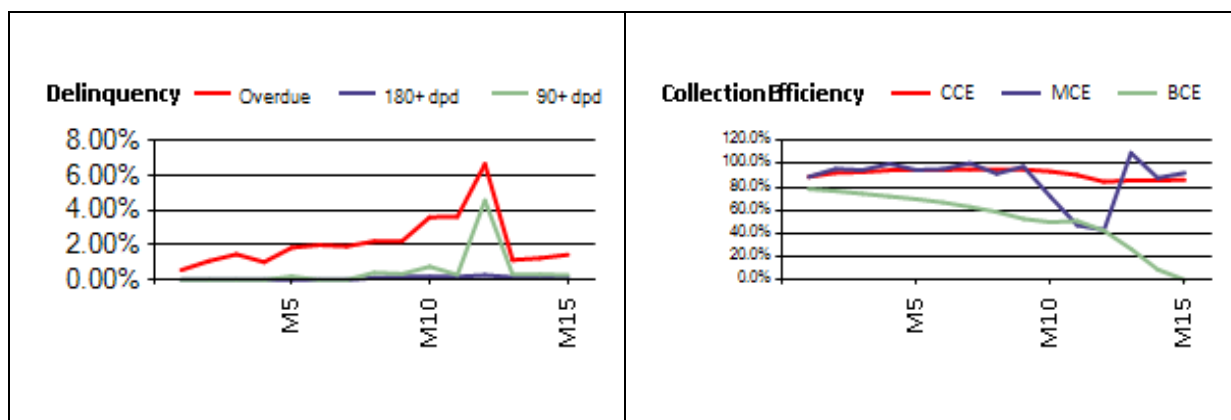 Delinquency Overdue 180+ dpd 90+ dpd
8.00%
6.00%
4.00%
2.00%
0.00%
M5
M10
M15
Collection Efficiency CCE MCE BCE
120.0%
100.0%
80.0%
60.0%
40.0%
20.0%
0.0%
M5
M10
M15